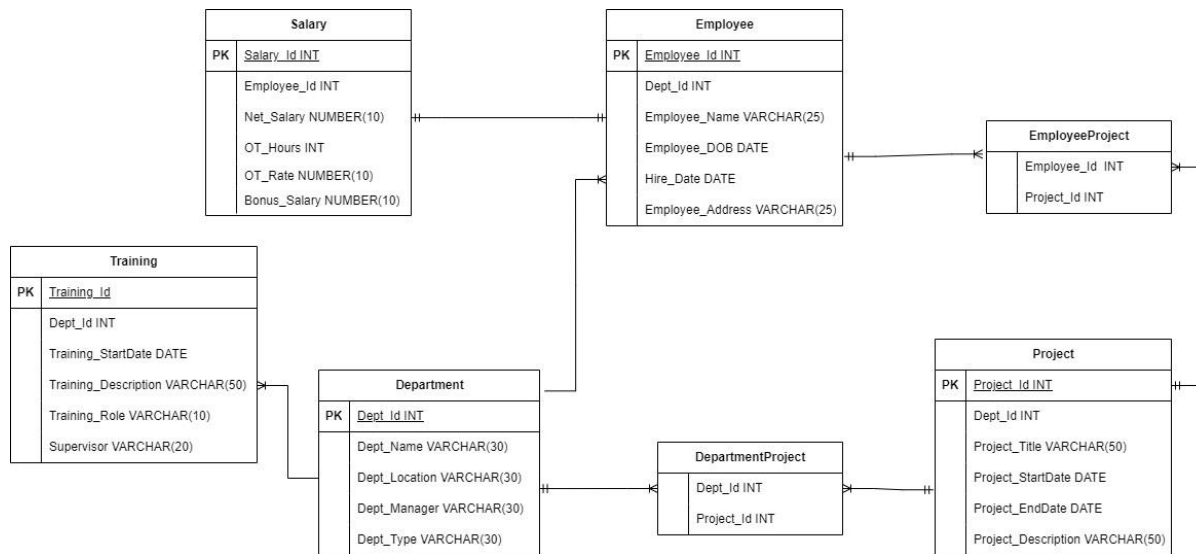 Salary
PK Salary_Id INT
Employee_Id INT
Net_Salary NUMBER(10)
OT_Hours INT
OT_Rate NUMBER(10)
Bonus_Salary NUMBER(10)
Employee
PK Employee_Id INT
Dept_Id INT
Employee_Name VARCHAR(25)
Employee_DOB DATE
Hire_Date DATE
Employee_Address VARCHAR(25)
EmployeeProject
Employee_Id INT
Project_Id INT
Training
PK Training_Id
Dept_Id INT
Training_StartDate DATE
Training_Description VARCHAR(50)
Training_Role VARCHAR(10)
Supervisor VARCHAR(20)
Department
PK Dept_Id INT
Dept_Name VARCHAR(30)
Dept_Location VARCHAR(30)
Dept_Manager VARCHAR(30)
Dept_Type VARCHAR(30)
DepartmentProject
Dept_Id INT
Project_Id INT
Project
PK Project_Id INT
Dept_Id INT
Project_Title VARCHAR(50)
Project_StartDate DATE
Project_EndDate DATE
Project_Description VARCHAR(50)